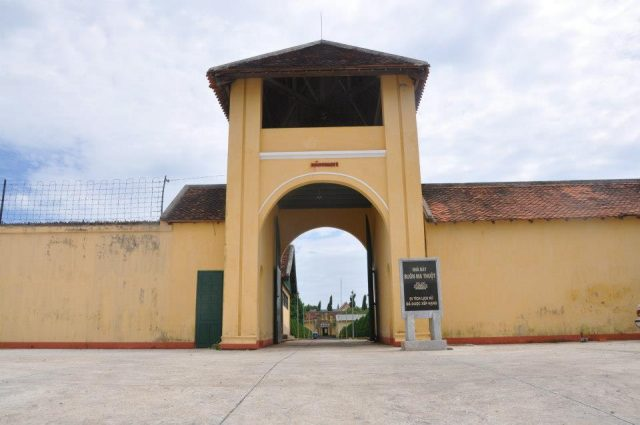 NHÀ ĐÀY
BUÔN MA THUỘT
DI TÍCH LỊCH SỬ
ĐÃ ĐƯỢC XẾP HẠNG